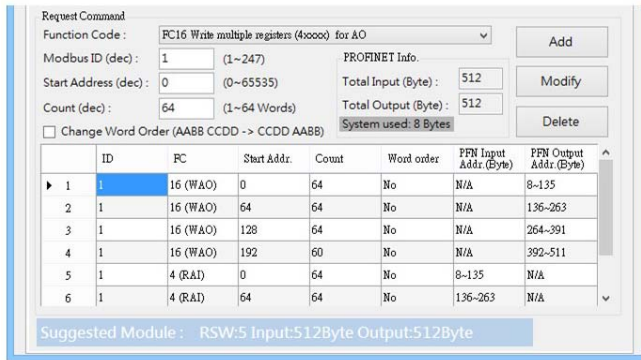 Request Command
Function Code : FC16 Write multiple registers (4xxxx) for AO
Add
Modbus ID (dec): 1 (1~247) PROFINET Info.
Start Address (dec) : 0 (0~65535) Total Input (Byte) : 512 Modify
Count (dec) : 64 (1~64 Words) Total Output (Byte) : 512
Change Word Order (AABB CCDD -> CCDD AABB) System used: 8 Bytes Delete
ID FC Start Addr. Count Word order PFN Input Addr.(Byte) PFN Output Addr.(Byte)
1 1 16 (WAO) 0 64 No N/A 8~135
2 1 16 (WAO) 64 64 No N/A 136~263
3 1 16 (WAO) 128 64 No N/A 264~391
4 1 16 (WAO) 192 60 No N/A 392~511
5 1 4 (RAI) 0 64 No 8~135 N/A
6 1 4 (RAI) 64 64 No 136~263 N/A
Suggested Module : RSW:5 Input:512Byte Output:512Byte